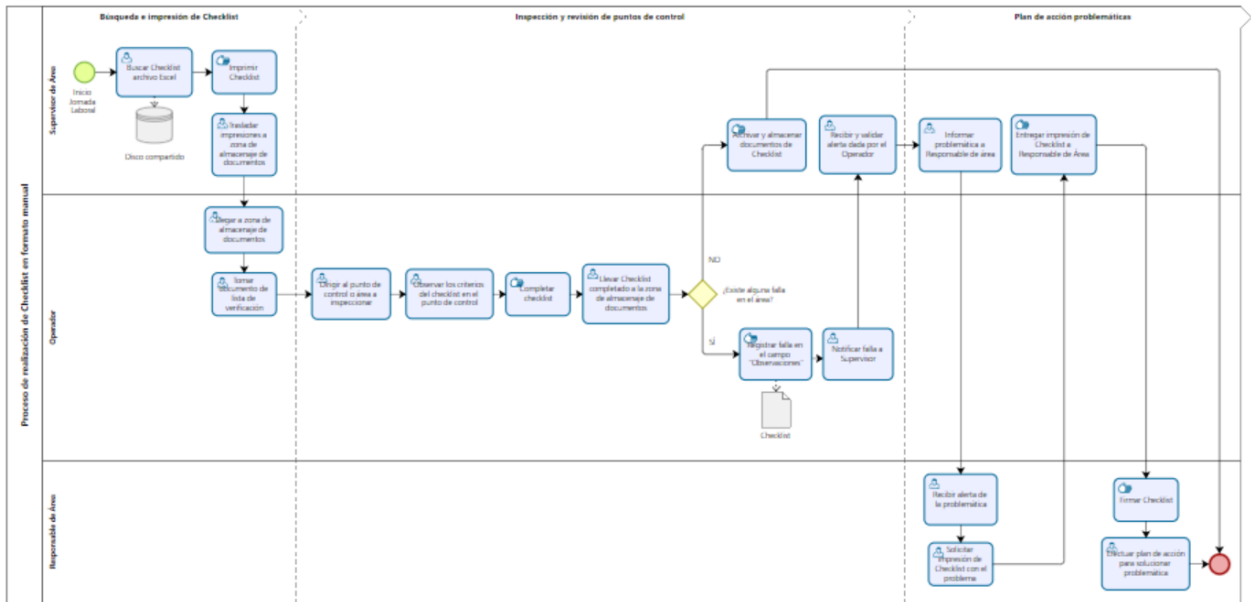 Proceso de realización de Checklist en formato manual
Búsqueda e impresión de Checklist
Inspección y revisión de puntos de control
Plan de acción problemáticas
Supervisor de Área
Inicio
Jornada
Laboral
Buscar Checklist
archivo Excel
Disco compartido
Imprimir
Checklist
Trasladar
impresiones a
zona de
almacenaje de
documentos
Archivar y almacenar
documentos de
Checklist
Recibir y validar
alerta dada por el
Operador
Informar
problemática a
Responsable de área
Entregar impresión de
Checklist a
Responsable de Área
Operador
Llegar a zona de
almacenaje de
documentos
Tomar
documento de
lista de
verificación
Dirigir al punto de
control o área a
inspeccionar
Observar los criterios
del checklist en el
punto de control
Completar
checklist
Llevar Checklist
completado a la zona
de almacenaje de
documentos
¿Existe alguna falla
en el área?
NO
SÍ
Registrar falla en
el campo
"Observaciones"
Checklist
Notificar falla a
Supervisor
Responsable de Área
Recibir alerta de
la problemática
Solicitar
impresión de
Checklist con el
problema
Firmar Checklist
Efectuar plan de acción
para solucionar
problemática